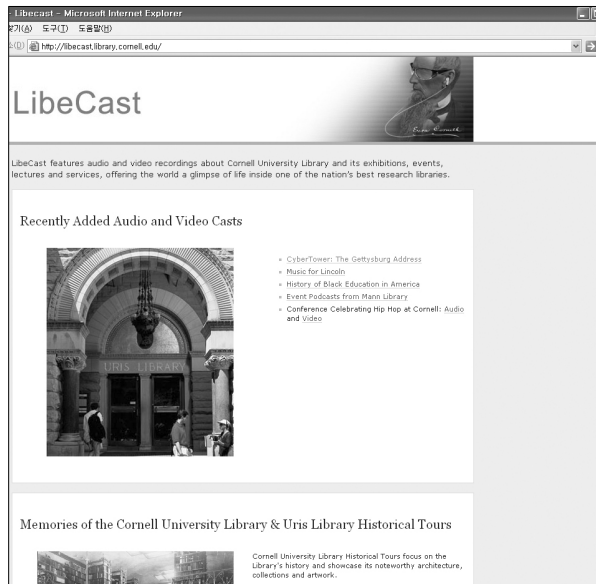 - Libecast - Microsoft Internet Explorer
찾기(A) 도구(T) 도움말(H)
(D) http://libecast.library.cornell.edu/
LibeCast
Ezra Cornell
LibeCast features audio and video recordings about Cornell University Library and its exhibitions, events,
lectures and services, offering the world a glimpse of life inside one of the nation's best research libraries.
Recently Added Audio and Video Casts
CyberTower: The Gettysburg Address
Music for Lincoln
History of Black Education in America
Event Podcasts from Mann Library
Conference Celebrating Hip Hop at Cornell: Audio
and Video
URIS LIBRARY
Memories of the Cornell University Library & Uris Library Historical Tours
Cornell University Library Historical Tours focus on the
Library's history and showcase its noteworthy architecture,
collections and artwork.